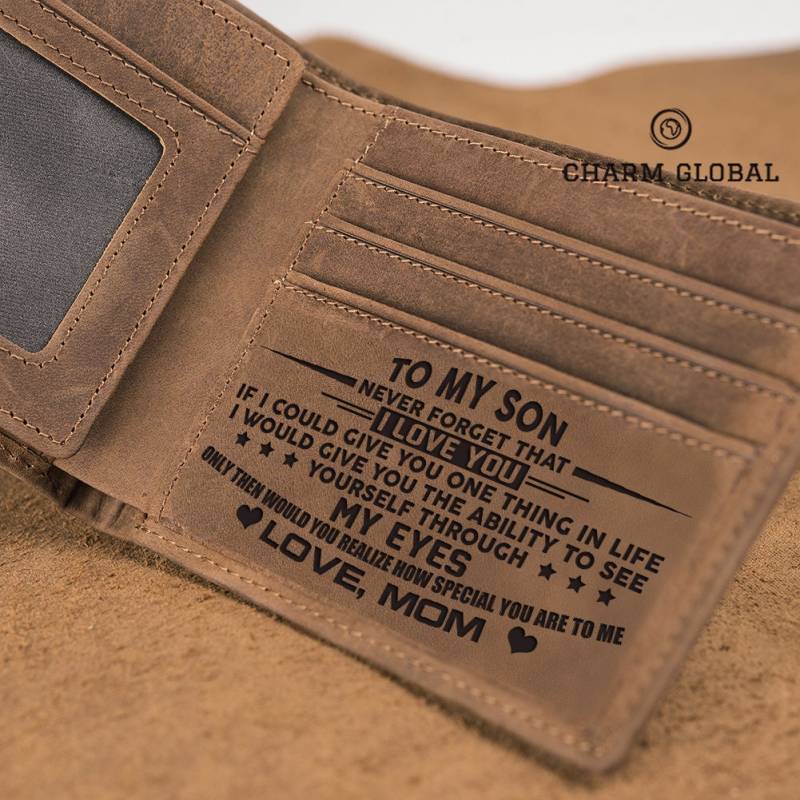 CHARM GLOBAL
TO MY SON
NEVER FORGET THAT
I LOVE YOU
IF I COULD GIVE YOU ONE THING IN LIFE
I WOULD GIVE YOU THE ABILITY TO SEE
YOURSELF THROUGH
MY EYES
ONLY THEN WOULD YOU REALIZE HOW SPECIAL YOU ARE TO ME
LOVE, MOM